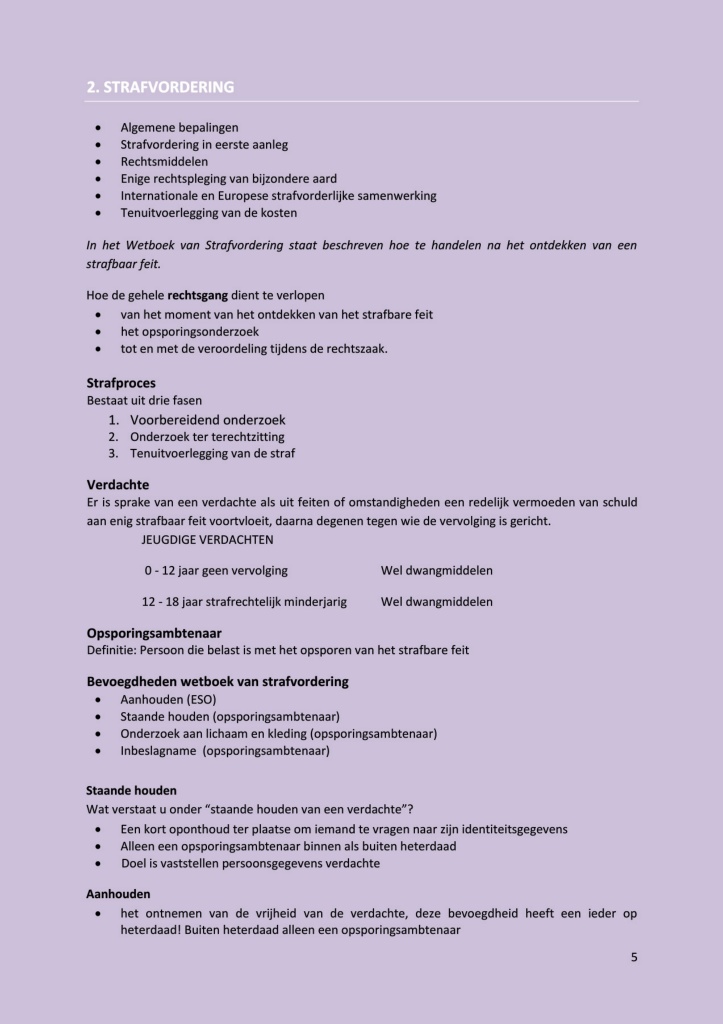 2. STRAFVORDERING
• Algemene bepalingen
• Strafvordering in eerste aanleg
• Rechtsmiddelen
• Enige rechtspleging van bijzondere aard
• Internationale en Europese strafvorderlijke samenwerking
• Tenuitvoerlegging van de kosten
In het Wetboek van Strafvordering staat beschreven hoe te handelen na het ontdekken van een
strafbaar feit.
Hoe de gehele rechtsgang dient te verlopen
• van het moment van het ontdekken van het strafbare feit
• het opsporingsonderzoek
• tot en met de veroordeling tijdens de rechtszaak.
Strafproces
Bestaat uit drie fasen
1. Voorbereidend onderzoek
2. Onderzoek ter terechtzitting
3. Tenuitvoerlegging van de straf
Verdachte
Er is sprake van een verdachte als uit feiten of omstandigheden een redelijk vermoeden van schuld
aan enig strafbaar feit voortvloeit, daarna degenen tegen wie de vervolging is gericht.
JEUGDIGE VERDACHTEN
0 - 12 jaar geen vervolging Wel dwangmiddelen
12 - 18 jaar strafrechtelijk minderjarig Wel dwangmiddelen
Opsporingsambtenaar
Definitie: Persoon die belast is met het opsporen van het strafbare feit
Bevoegdheden wetboek van strafvordering
• Aanhouden (ESO)
• Staande houden (opsporingsambtenaar)
• Onderzoek aan lichaam en kleding (opsporingsambtenaar)
• Inbeslagname (opsporingsambtenaar)
Staande houden
Wat verstaat u onder “staande houden van een verdachte”?
• Een kort oponthoud ter plaatse om iemand te vragen naar zijn identiteitsgegevens
• Alleen een opsporingsambtenaar binnen als buiten heterdaad
• Doel is vaststellen persoonsgegevens verdachte
Aanhouden
• het ontnemen van de vrijheid van de verdachte, deze bevoegdheid heeft een ieder op
heterdaad! Buiten heterdaad alleen een opsporingsambtenaar
5